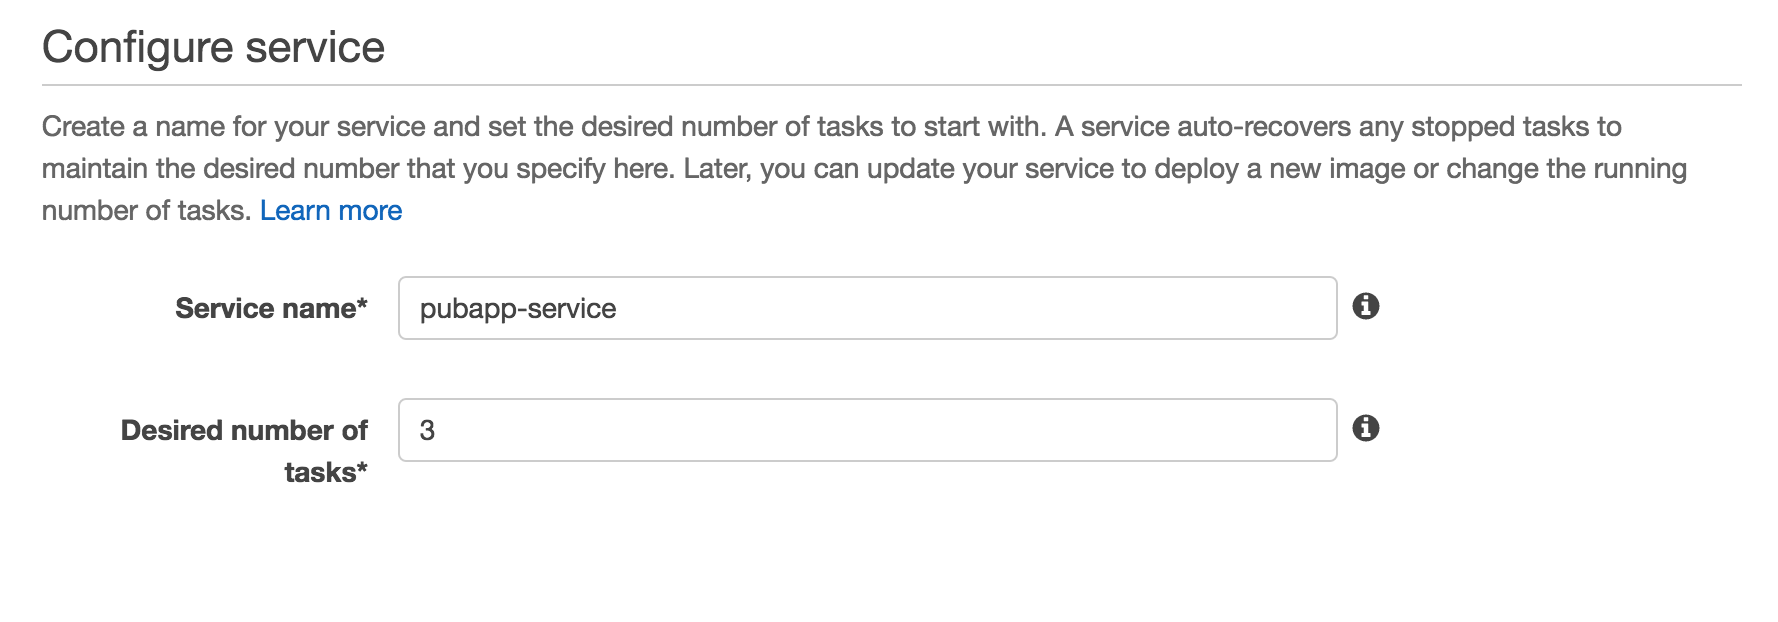 Configure service
Create a name for your service and set the desired number of tasks to start with. A service auto-recovers any stopped tasks to
maintain the desired number that you specify here. Later, you can update your service to deploy a new image or change the running
number of tasks. Learn more
Service name* pubapp-service
Desired number of 3
tasks*